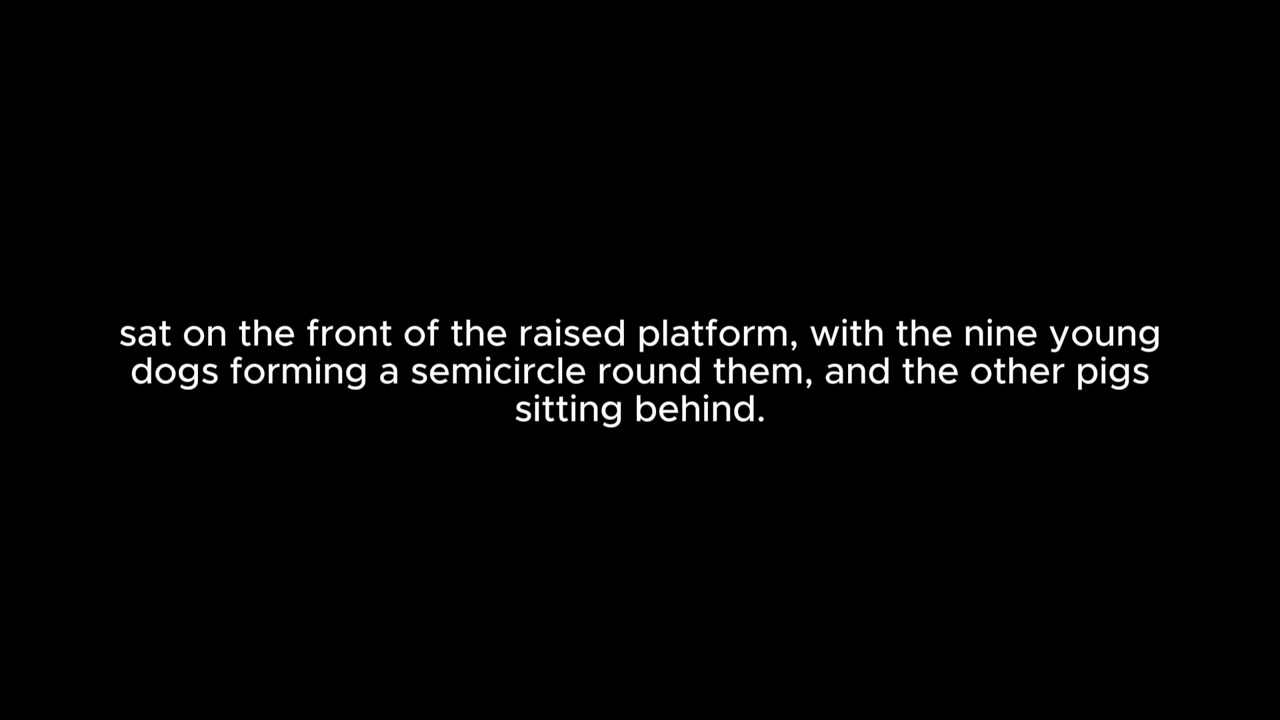 sat on the front of the raised platform, with the nine young
dogs forming a semicircle round them, and the other pigs
sitting behind.